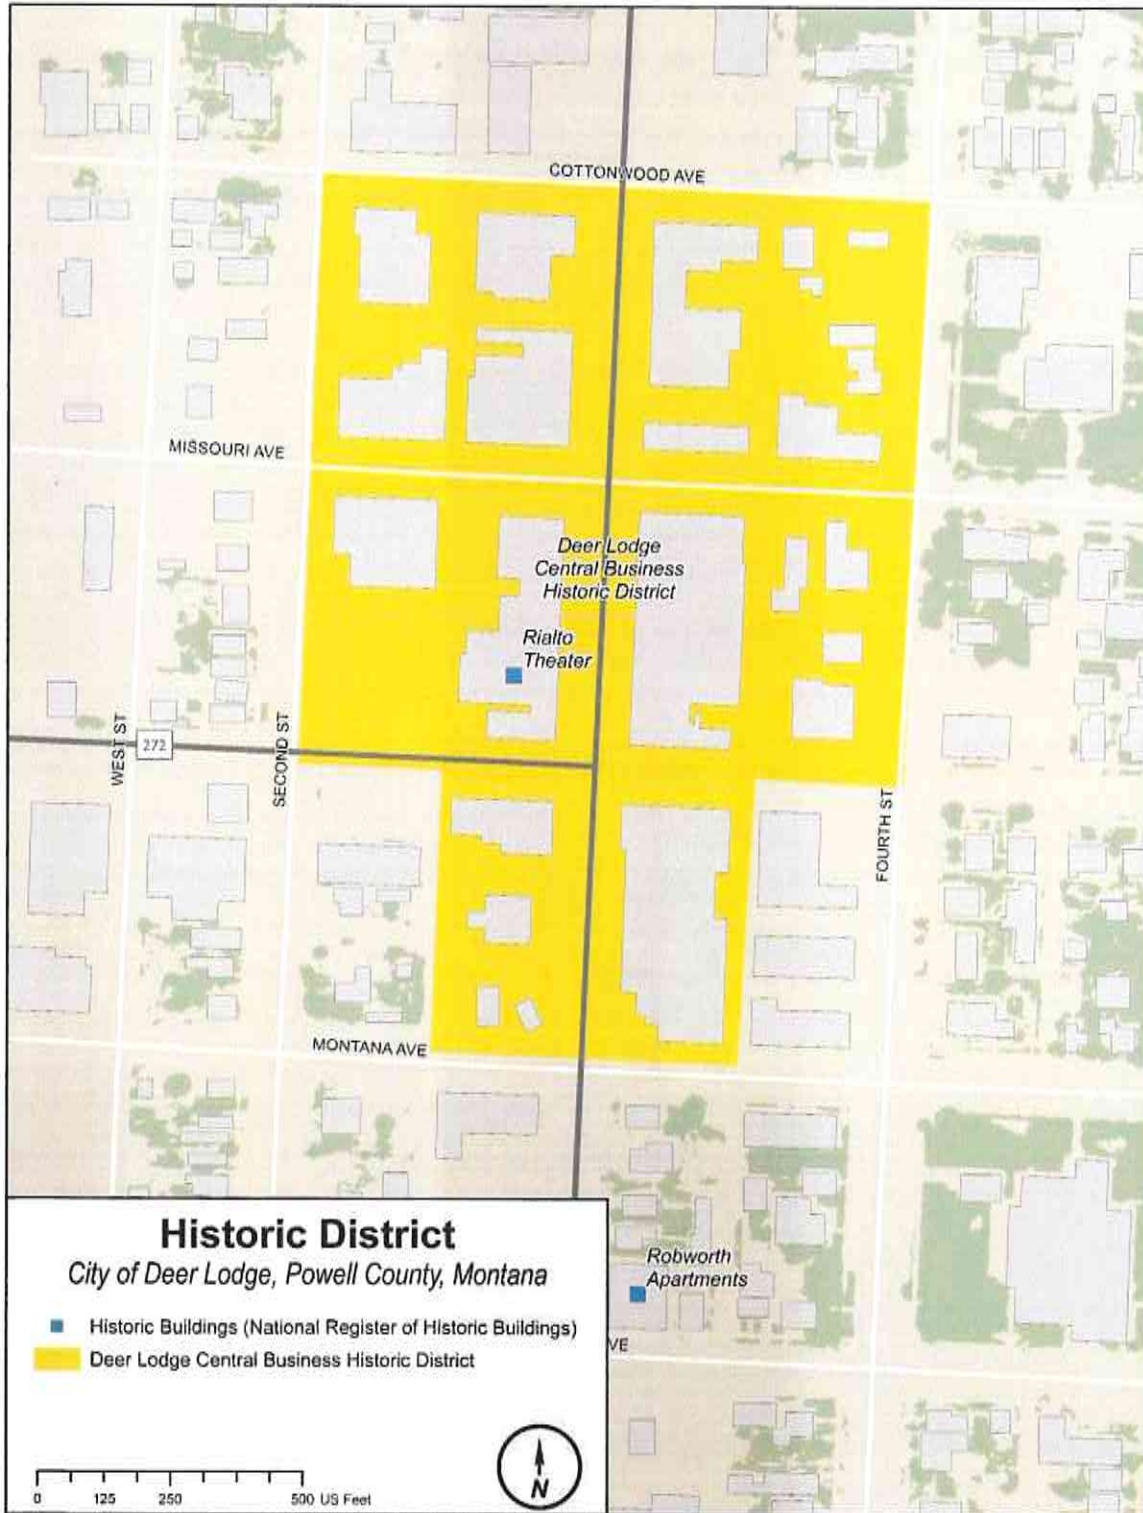 COTTONWOOD AVE
MISSOURI AVE
Deer Lodge
Central Business
Historic District
Rialto
Theater
272
WEST ST
SECOND ST
FOURTH ST
MONTANA AVE
Robworth
Apartments
VE
Historic District
City of Deer Lodge, Powell County, Montana
Historic Buildings (National Register of Historic Buildings)
Deer Lodge Central Business Historic District
0 125 250 500 US Feet
N